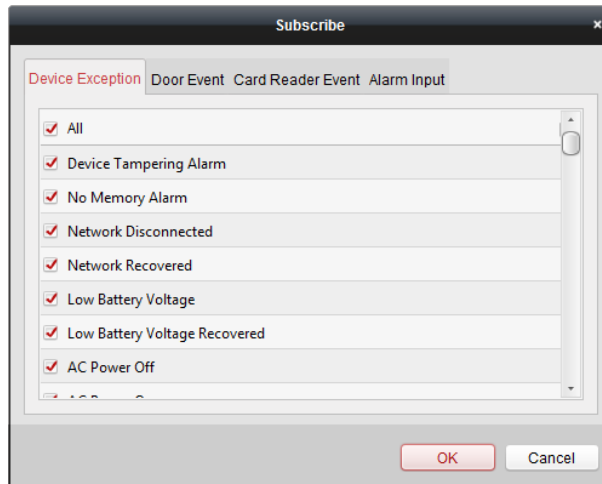 Subscribe
Device Exception Door Event Card Reader Event Alarm Input
All
Device Tampering Alarm
No Memory Alarm
Network Disconnected
Network Recovered
Low Battery Voltage
Low Battery Voltage Recovered
AC Power Off
OK Cancel